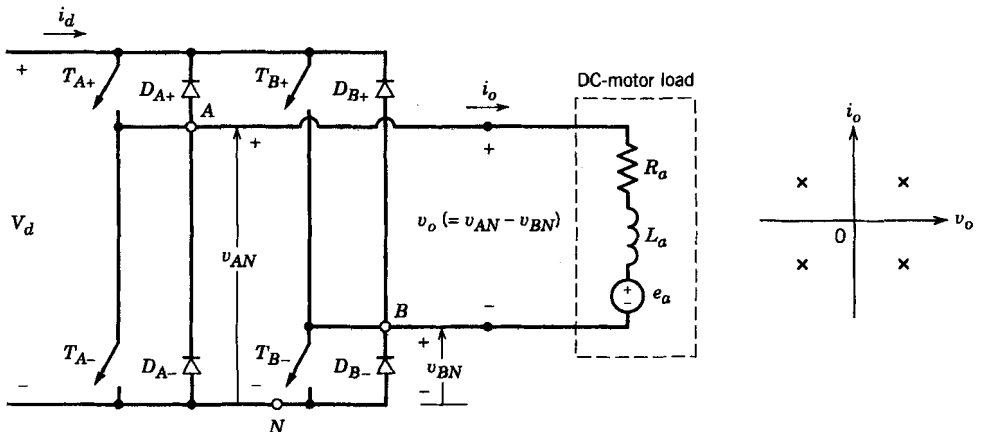 i_d
+
T_A+
D_A+
T_B+
D_B+
A
i_o
DC-motor load
i_o
+
+
R_a
V_d
v_AN
v_o (= v_AN − v_BN)
L_a
0
v_o
+
−
e_a
B
−
T_A−
D_A−
T_B−
D_B−
+
v_BN
−
−
−
N